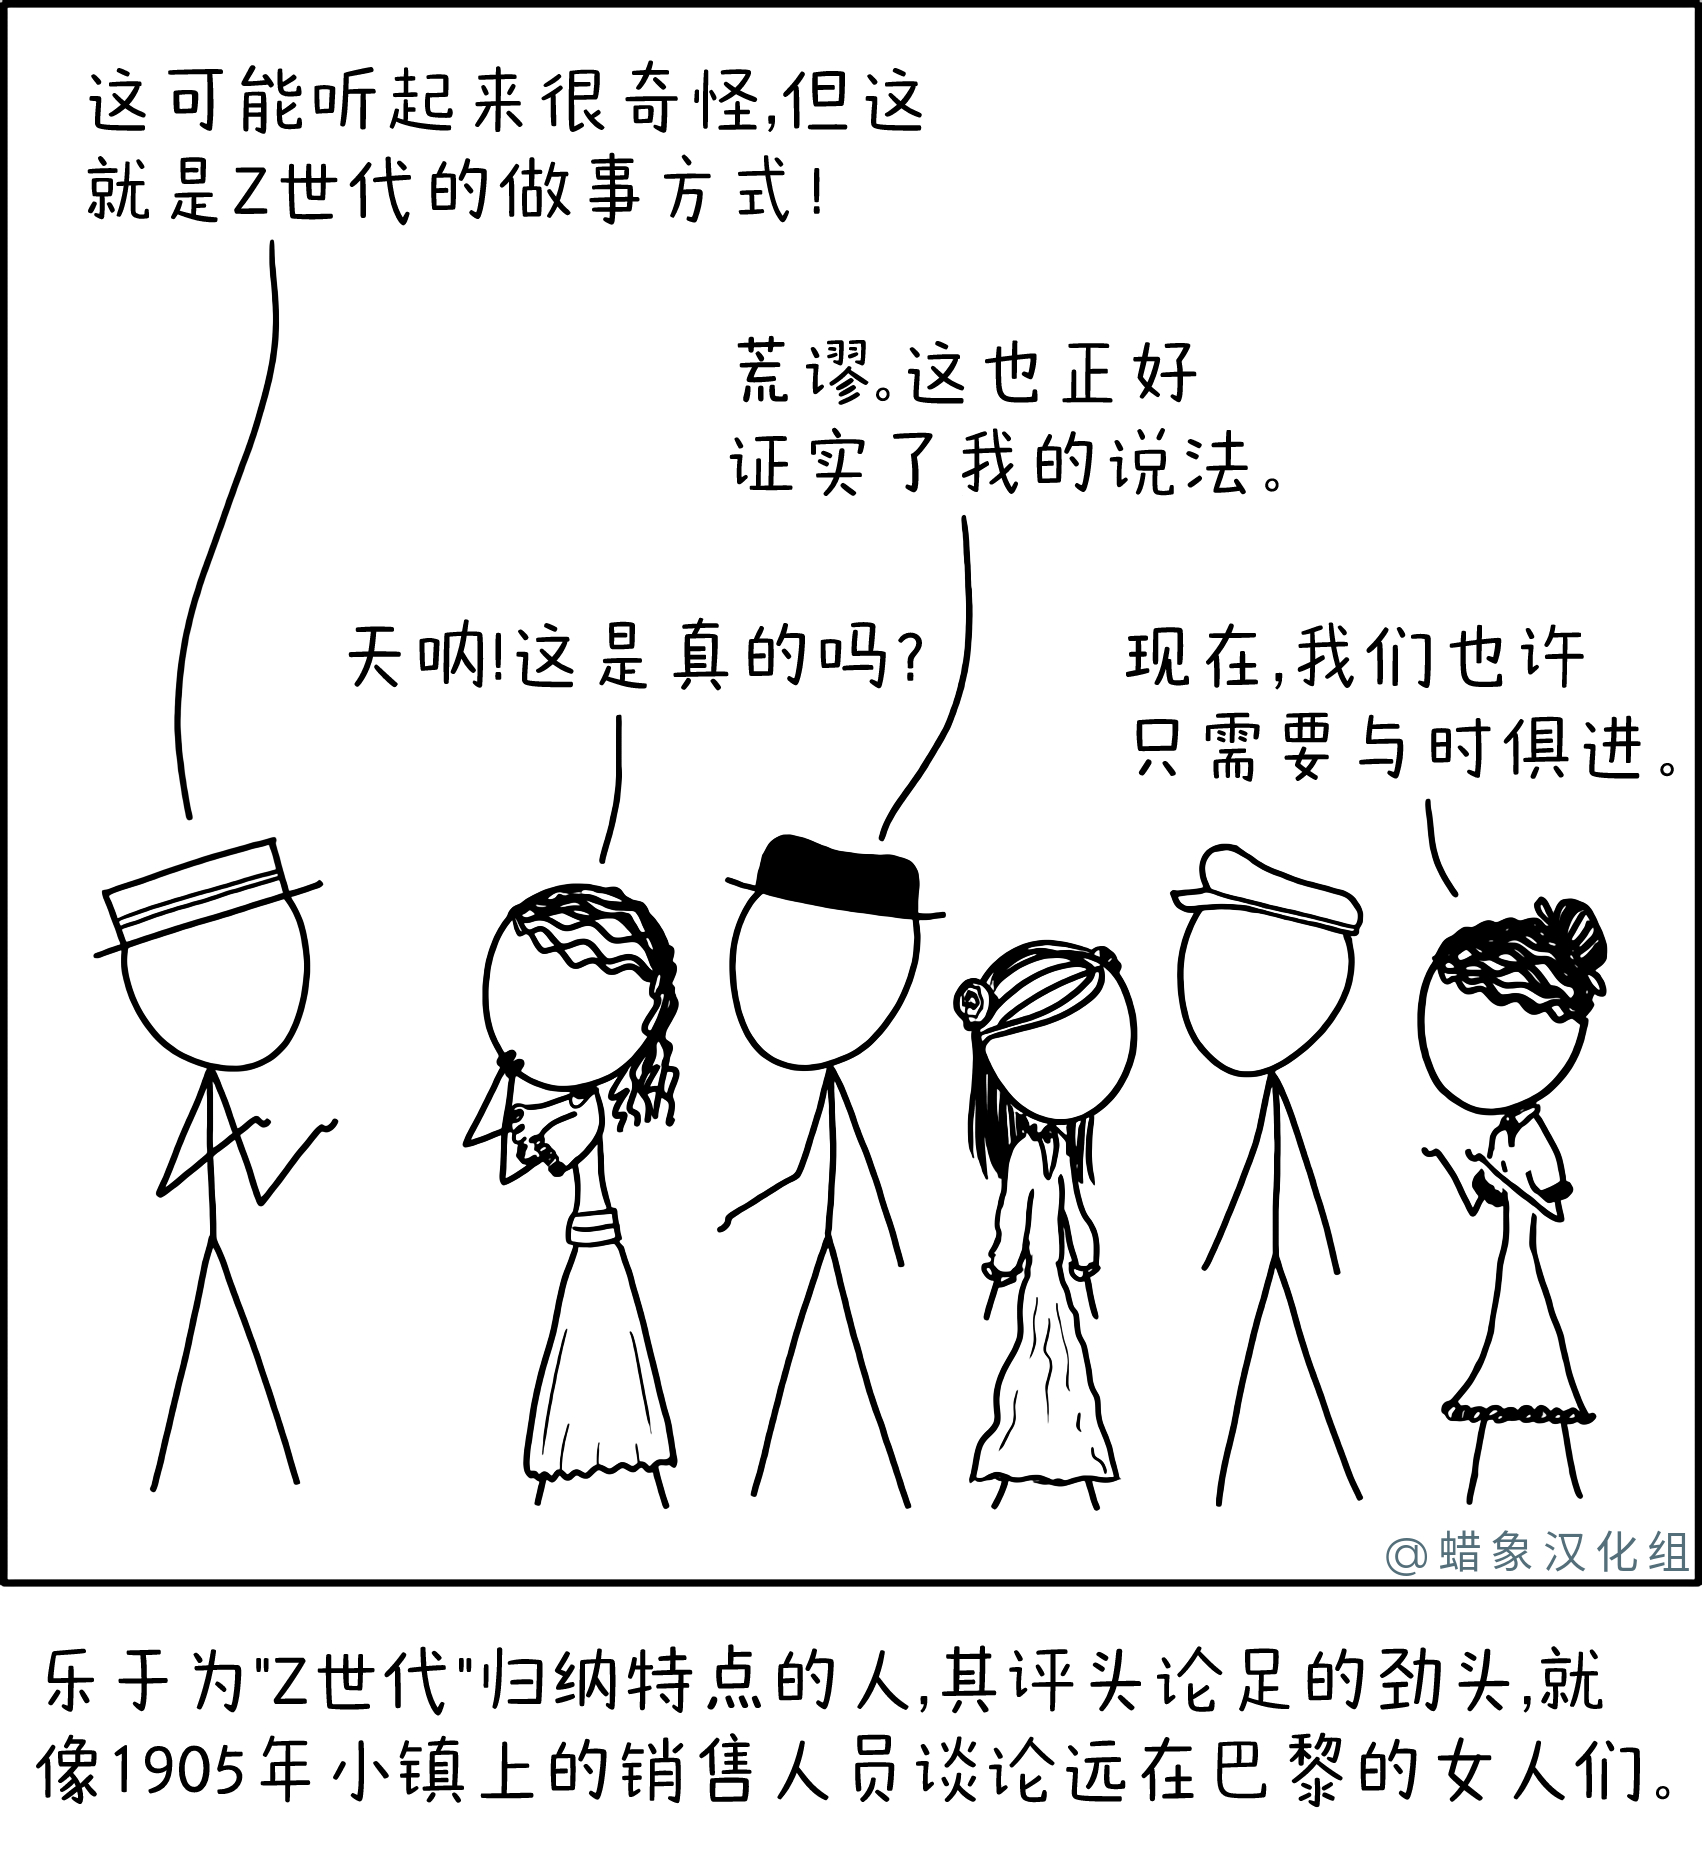 这可能听起来很奇怪,但这
就是Z世代的做事方式!
荒谬。这也正好
证实了我的说法。
天呐!这是真的吗?
现在,我们也许
只需要与时俱进。
@蜡象汉化组
乐于为"Z世代"归纳特点的人,其评头论足的劲头,就
像1905年小镇上的销售人员谈论远在巴黎的女人们。